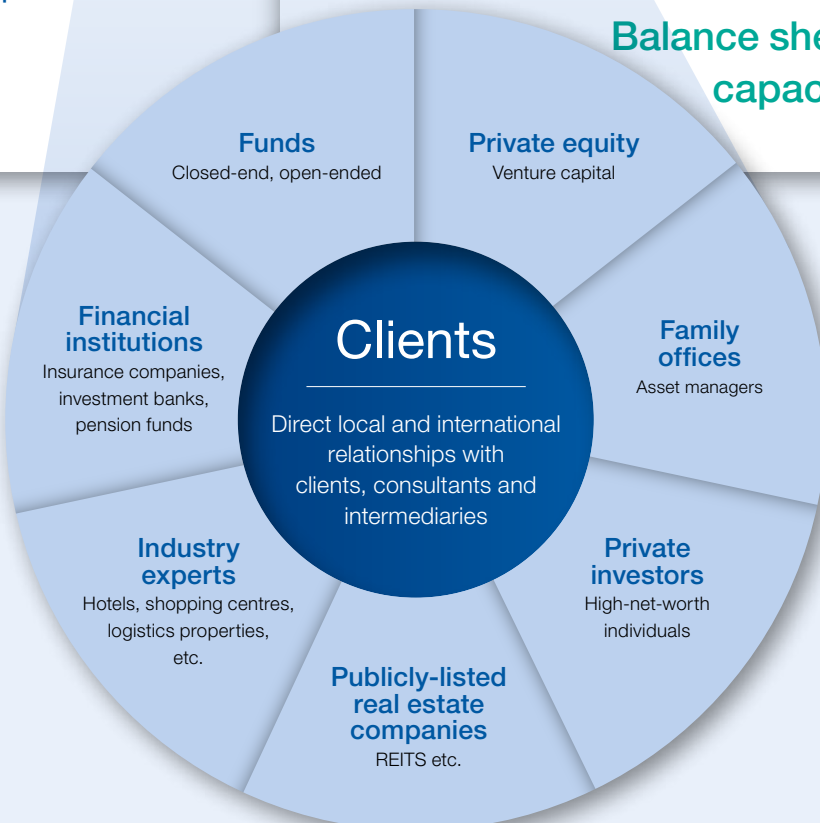 Funds
Closed-end, open-ended
Private equity
Venture capital
Family
offices
Asset managers
Private
investors
High-net-worth
individuals
Publicly-listed
real estate
companies
REITS etc.
Industry
experts
Hotels, shopping centres,
logistics properties,
etc.
Financial
institutions
Insurance companies,
investment banks,
pension funds
Clients
Direct local and international
relationships with
clients, consultants and
intermediaries
Balance